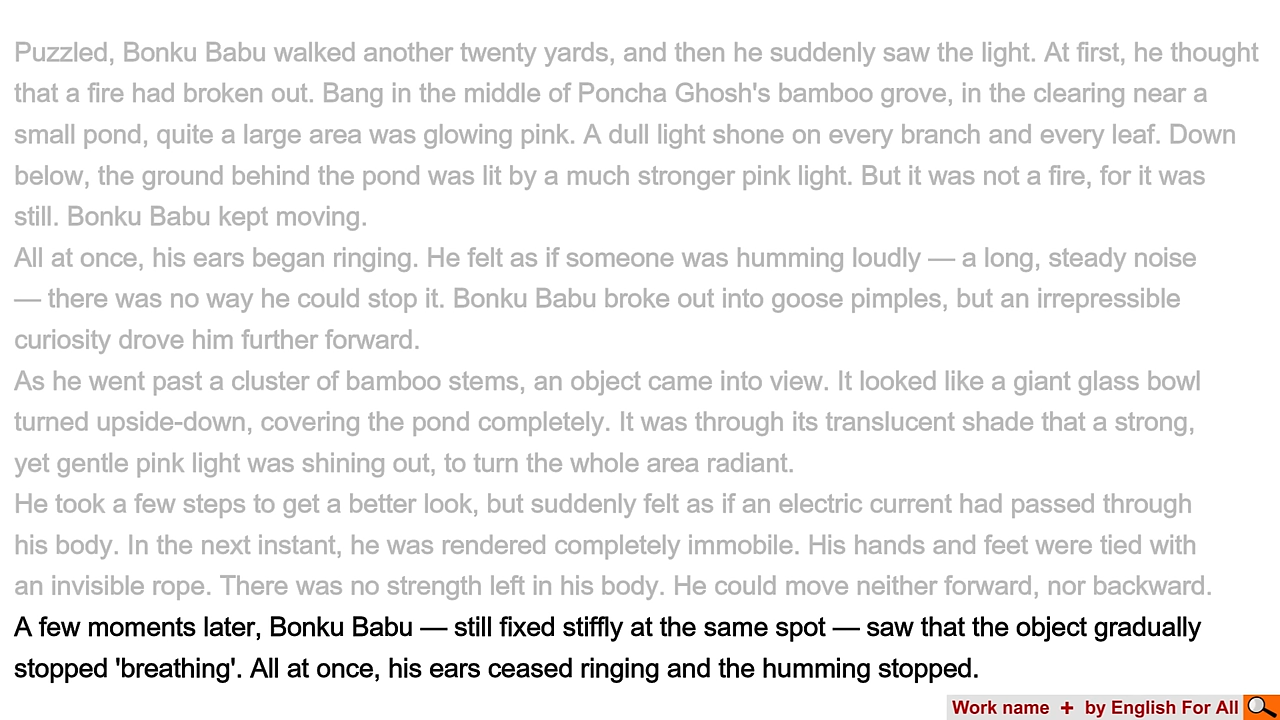 Puzzled, Bonku Babu walked another twenty yards, and then he suddenly saw the light. At first, he thought
that a fire had broken out. Bang in the middle of Poncha Ghosh's bamboo grove, in the clearing near a
small pond, quite a large area was glowing pink. A dull light shone on every branch and every leaf. Down
below, the ground behind the pond was lit by a much stronger pink light. But it was not a fire, for it was
still. Bonku Babu kept moving.
All at once, his ears began ringing. He felt as if someone was humming loudly — a long, steady noise
— there was no way he could stop it. Bonku Babu broke out into goose pimples, but an irrepressible
curiosity drove him further forward.
As he went past a cluster of bamboo stems, an object came into view. It looked like a giant glass bowl
turned upside-down, covering the pond completely. It was through its translucent shade that a strong,
yet gentle pink light was shining out, to turn the whole area radiant.
He took a few steps to get a better look, but suddenly felt as if an electric current had passed through
his body. In the next instant, he was rendered completely immobile. His hands and feet were tied with
an invisible rope. There was no strength left in his body. He could move neither forward, nor backward.
A few moments later, Bonku Babu — still fixed stiffly at the same spot — saw that the object gradually
stopped 'breathing'. All at once, his ears ceased ringing and the humming stopped.
Work name + by English For All